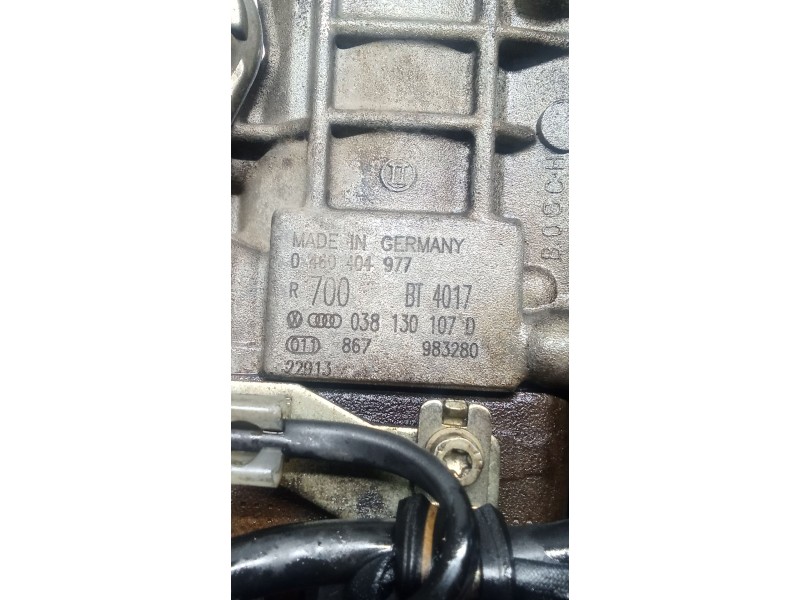 BOSCH
MADE IN GERMANY
0 460 404 977
R 700 BT 4017
038 130 107 D
011 867 983280
22913